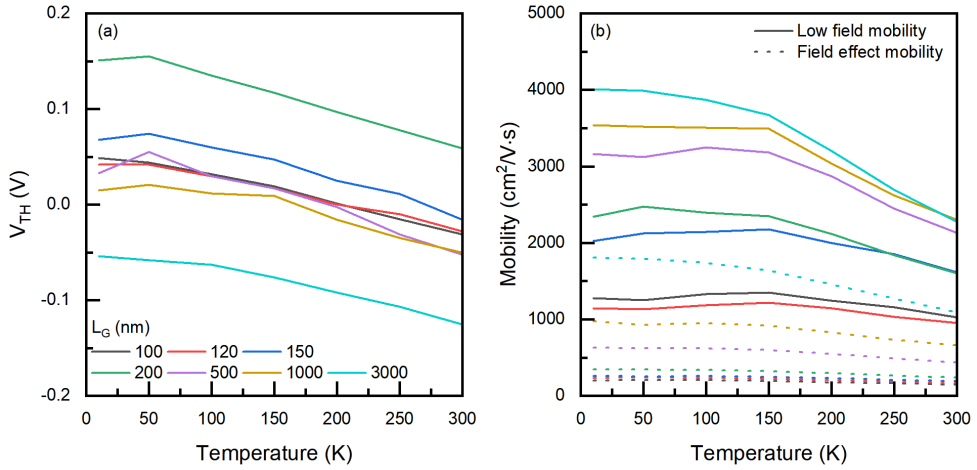 (a)
0.2
0.1
0.0
-0.1
-0.2
V_TH (V)
L_G (nm)
100 120 150
200 500 1000 3000
0 50 100 150 200 250 300
Temperature (K)
(b)
Low field mobility
Field effect mobility
5000
4000
3000
2000
1000
0
Mobility (cm²/V·s)
0 50 100 150 200 250 300
Temperature (K)